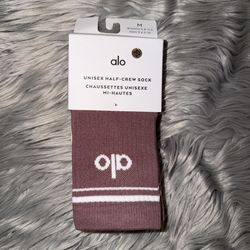 alo
M
UNISEX HALF-CREW SOCK
CHAUSSETTES UNISEXE
MI-HAUTES
alo